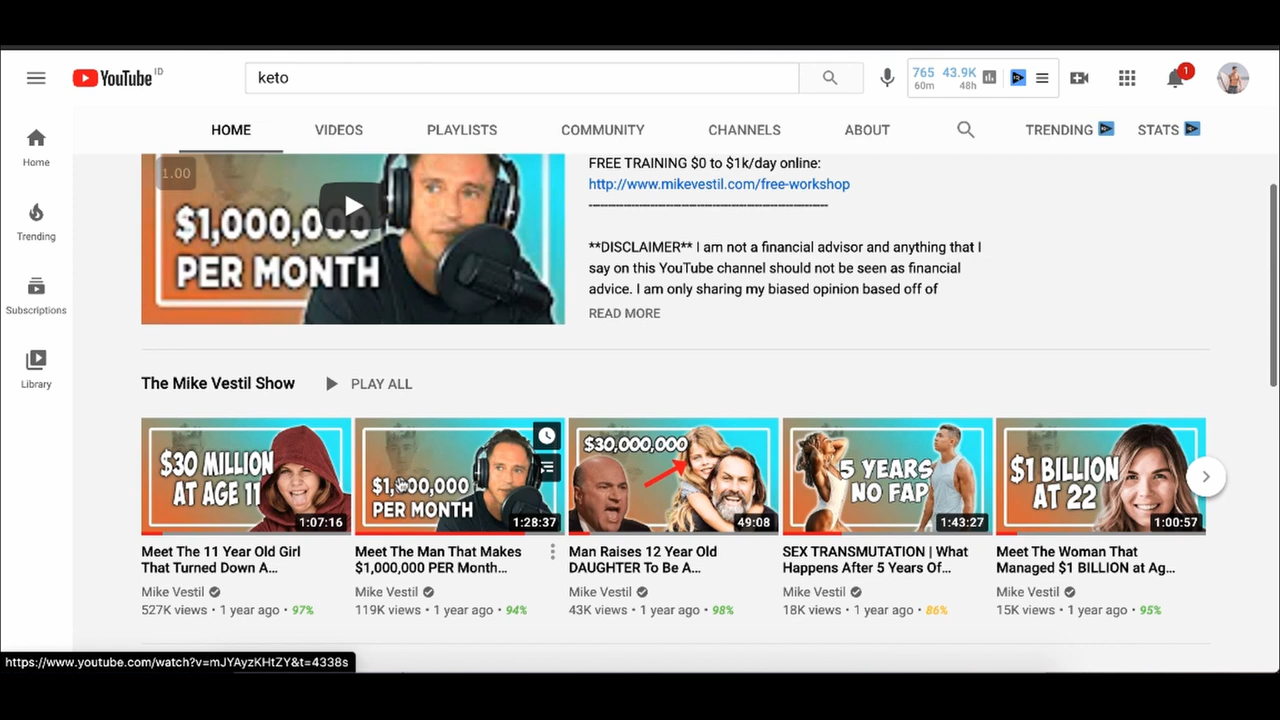 YouTube ID
keto
765 43.9K
60m 48h
1
HOME VIDEOS PLAYLISTS COMMUNITY CHANNELS ABOUT TRENDING STATS
Home
Trending
Subscriptions
Library
1.00
$1,000,000
PER MONTH
FREE TRAINING $0 to $1k/day online:
http://www.mikevestil.com/free-workshop
**DISCLAIMER** I am not a financial advisor and anything that I
say on this YouTube channel should not be seen as financial
advice. I am only sharing my biased opinion based off of
READ MORE
The Mike Vestil Show PLAY ALL
$30 MILLION
AT AGE 11
1:07:16
Meet The 11 Year Old Girl
That Turned Down A...
Mike Vestil
527K views • 1 year ago • 97%
$1,000,000
PER MONTH
1:28:37
Meet The Man That Makes
$1,000,000 PER Month...
Mike Vestil
119K views • 1 year ago • 94%
$30,000,000
49:08
Man Raises 12 Year Old
DAUGHTER To Be A...
Mike Vestil
43K views • 1 year ago • 98%
5 YEARS
NO FAP
1:43:27
SEX TRANSMUTATION | What
Happens After 5 Years Of...
Mike Vestil
18K views • 1 year ago • 86%
$1 BILLION
AT 22
1:00:57
Meet The Woman That
Managed $1 BILLION at Ag...
Mike Vestil
15K views • 1 year ago • 95%
https://www.youtube.com/watch?v=mJYAyzKHtZY&t=4338s